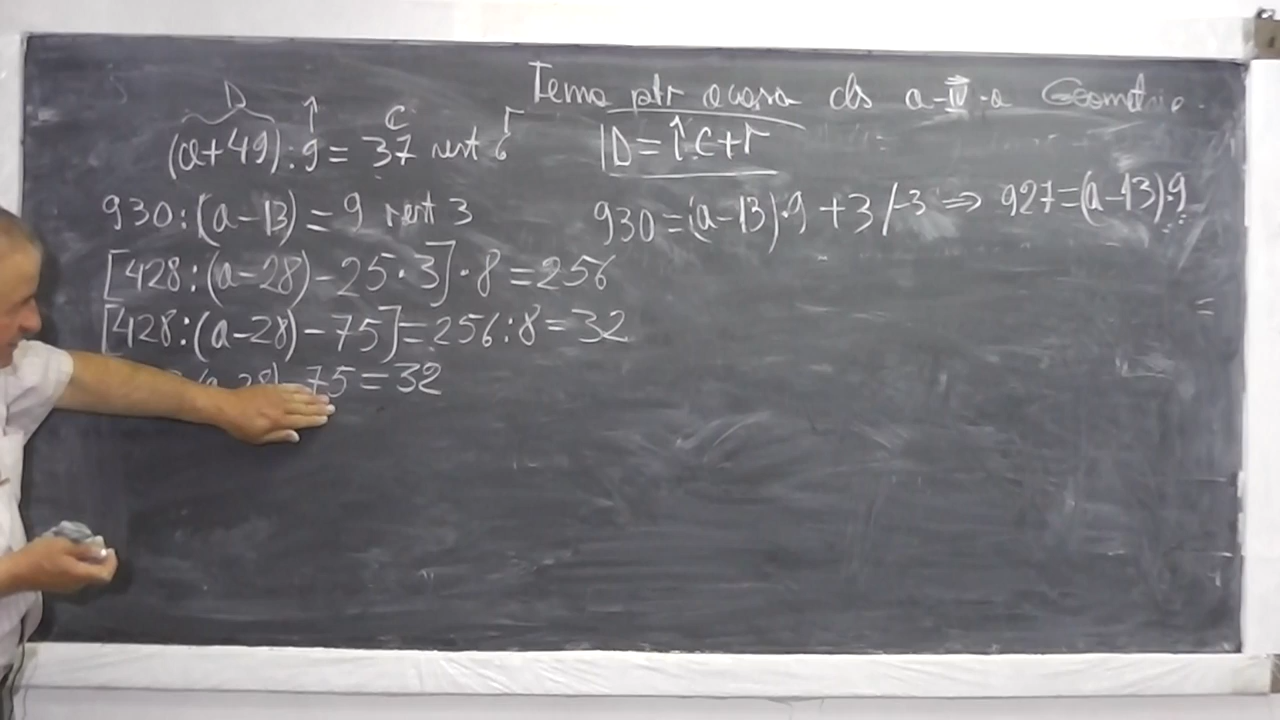 Tema ptr acasa cls a-IV-a Geometrie
D Î C r
(a+49):9=37 rest 6
D=Î.C+r
930:(a-13)=9 rest 3
930=(a-13)·9+3/-3 ⇒ 927=(a-13)·9
[428:(a-28)-25·3]·8=256
[428:(a-28)-75]=256:8=32
(a-28)-75=32